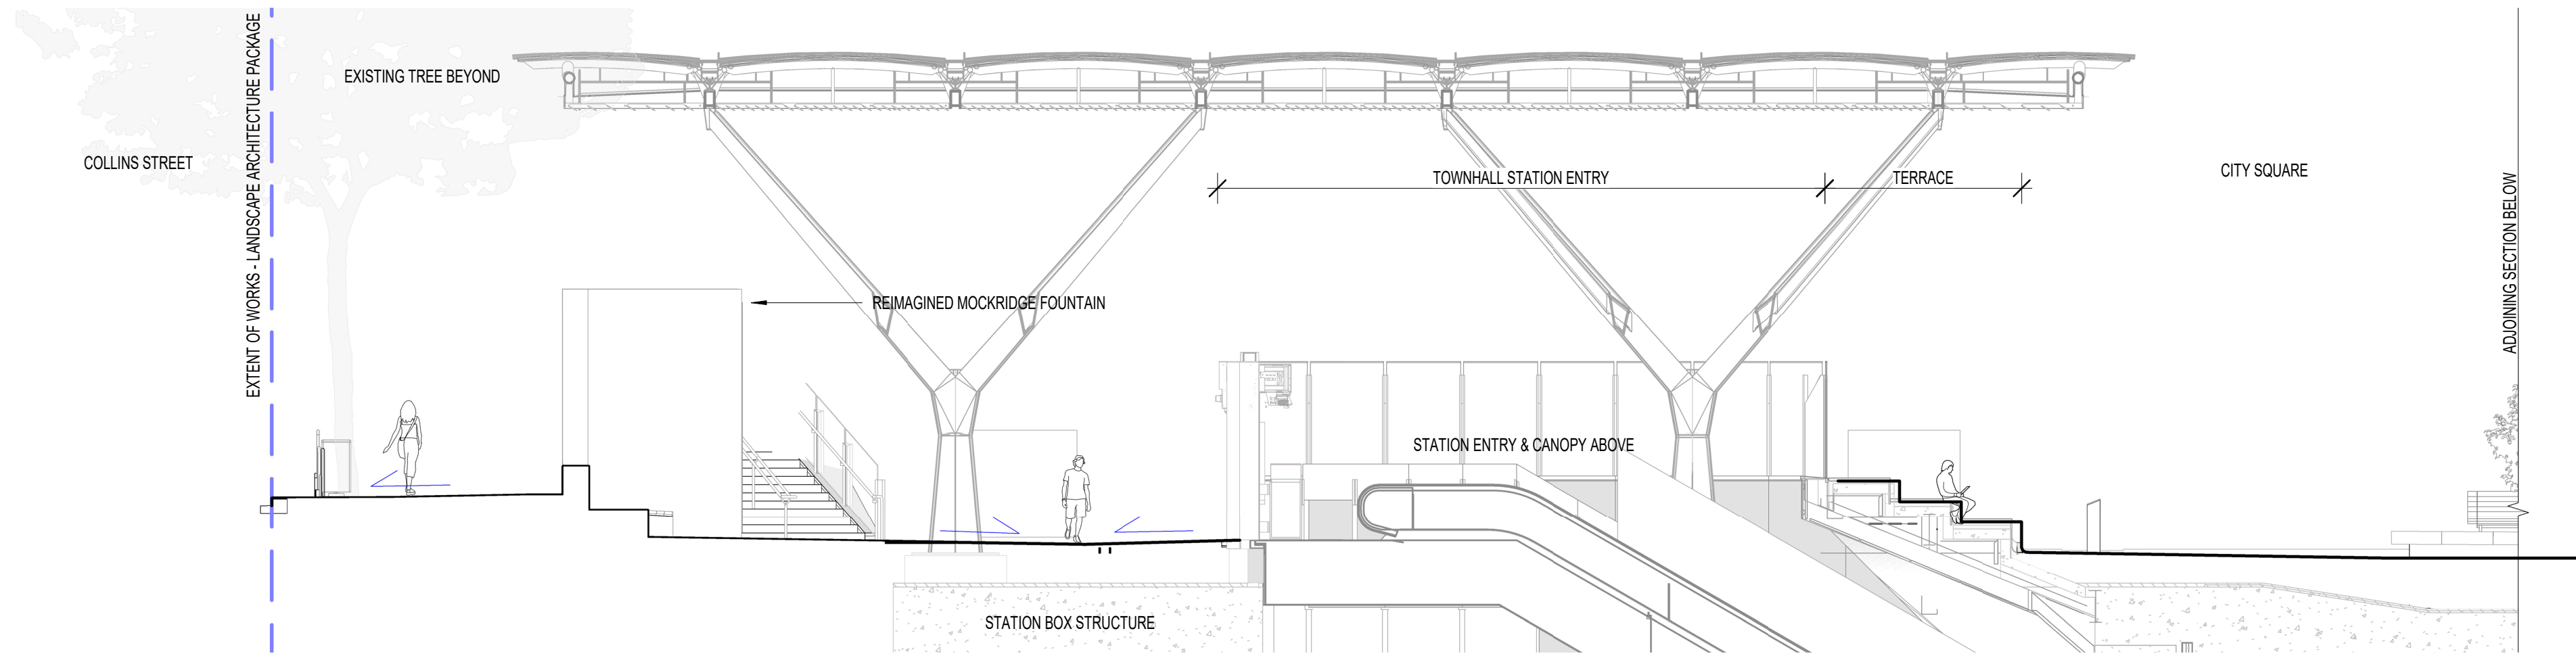 EXTENT OF WORKS - LANDSCAPE ARCHITECTURE PACKAGE
EXISTING TREE BEYOND
COLLINS STREET
TOWNHALL STATION ENTRY
TERRACE
CITY SQUARE
ADJOINING SECTION BELOW
REIMAGINED MOCKRIDGE FOUNTAIN
STATION ENTRY & CANOPY ABOVE
STATION BOX STRUCTURE